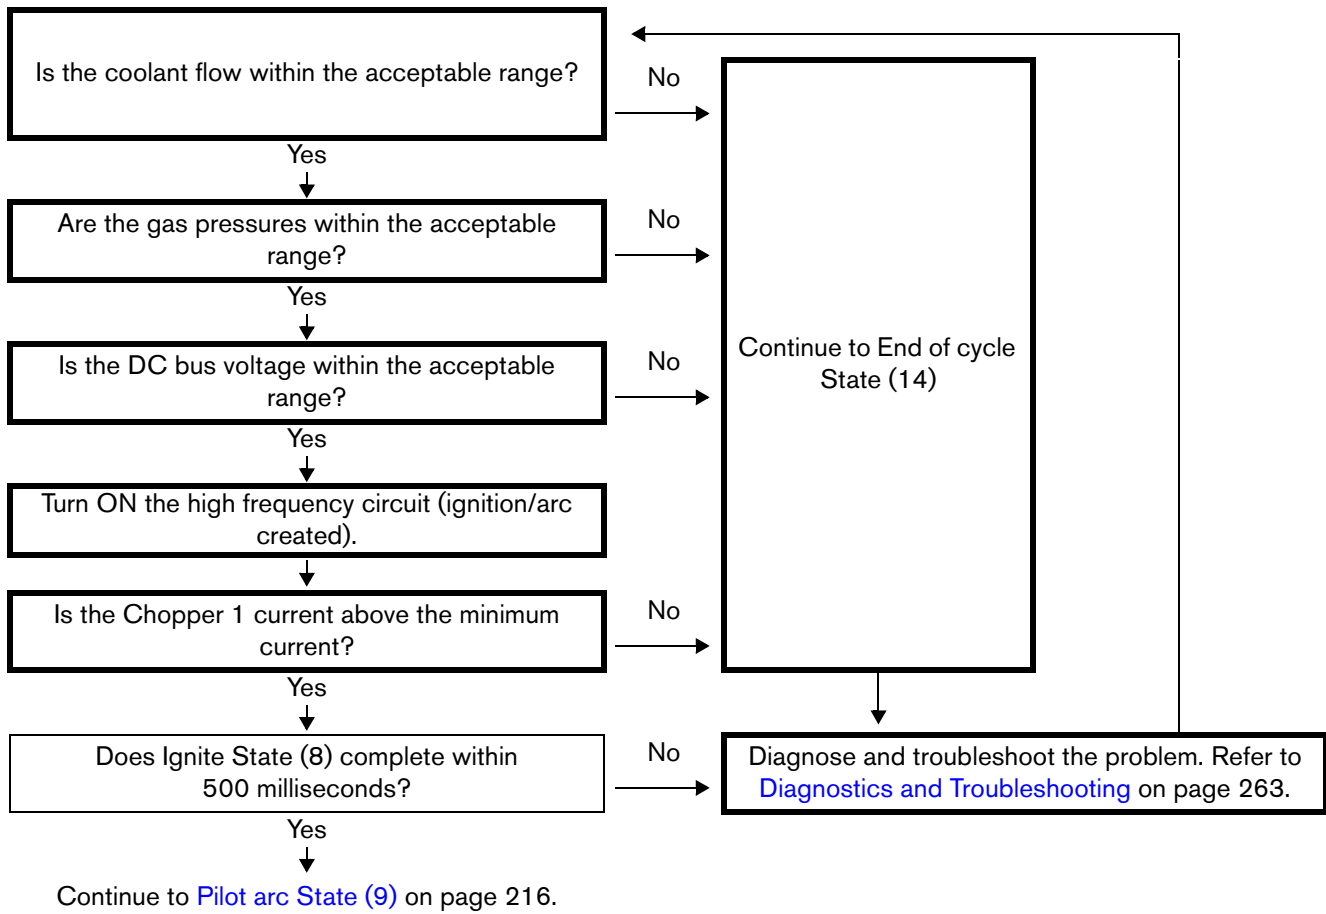 Is the coolant flow within the acceptable range?
No
Yes
Are the gas pressures within the acceptable
range?
No
Yes
Is the DC bus voltage within the acceptable
range?
No
Continue to End of cycle
State (14)
Yes
Turn ON the high frequency circuit (ignition/arc
created).
Is the Chopper 1 current above the minimum
current?
No
Yes
Does Ignite State (8) complete within
500 milliseconds?
No
Diagnose and troubleshoot the problem. Refer to
Diagnostics and Troubleshooting on page 263.
Yes
Continue to Pilot arc State (9) on page 216.